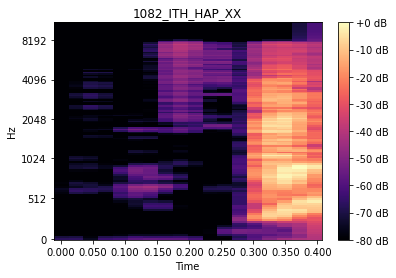 1082_ITH_HAP_XX
+0 dB
8192
-10 dB
4096
-20 dB
-30 dB
2048
Hz
-40 dB
1024
-50 dB
-60 dB
512
-70 dB
0
-80 dB
0.000 0.050 0.100 0.150 0.200 0.250 0.300 0.350 0.400
Time